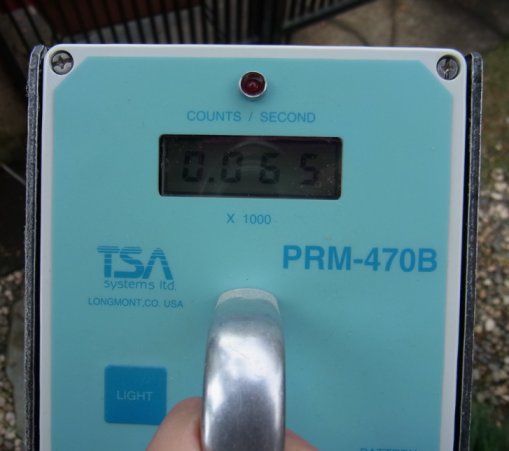 COUNTS / SECOND
0.065
X 1000
PRM-470B
TSA
systems ltd.
LONGMONT,CO. USA
LIGHT